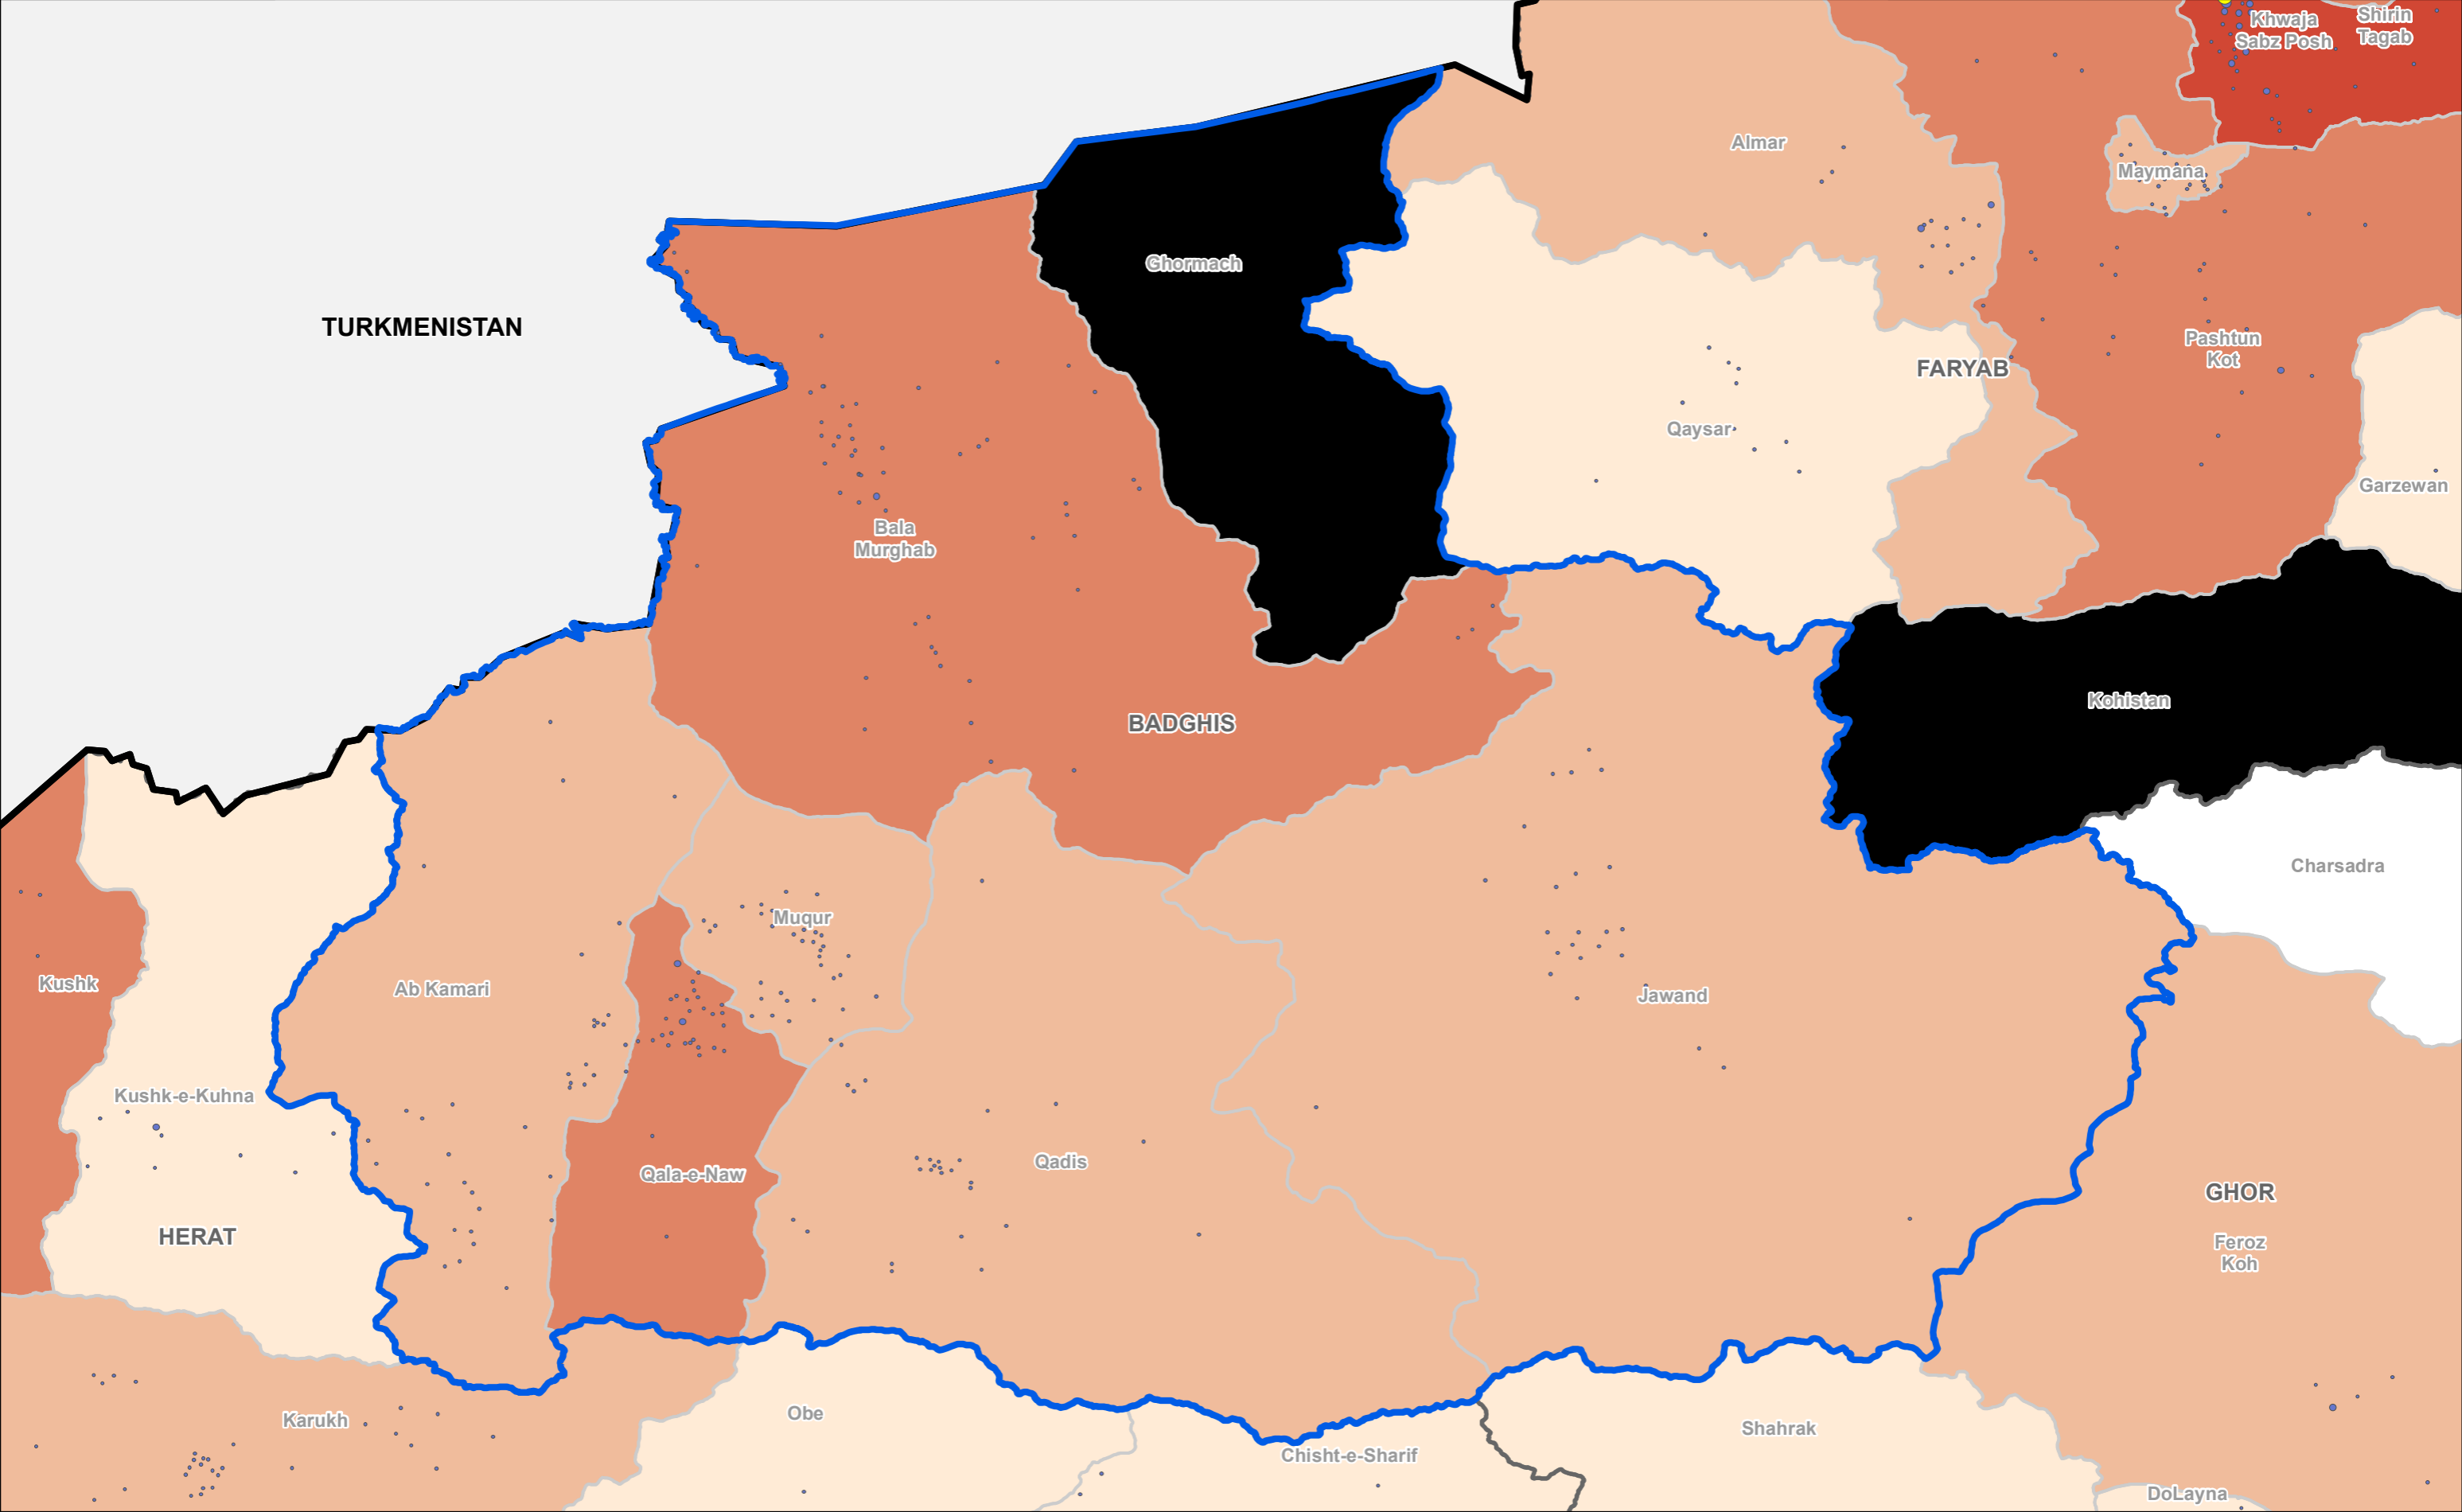 Khwaja
Sabz Posh
Shirin
Tagab
Almar
Maymana
Ghormach
TURKMENISTAN
Pashtun
Kot
FARYAB
Qaysar
Garzewan
Bala
Murghab
Kohistan
BADGHIS
Charsadra
Muqur
Kushk
Ab Kamari
Jawand
Kushk-e-Kuhna
Qadis
Qala-e-Naw
GHOR
HERAT
Feroz
Koh
Obe
Karukh
Shahrak
Chisht-e-Sharif
DoLayna